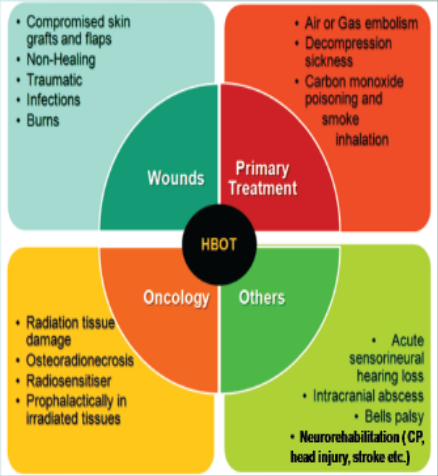 • Compromised skin
grafts and flaps
• Non-Healing
• Traumatic
• Infections
• Burns
• Air or Gas embolism
• Decompression
sickness
• Carbon monoxide
poisoning and
smoke
inhalation
Wounds
Primary
Treatment
HBOT
Oncology
Others
• Radiation tissue
damage
• Osteoradionecrosis
• Radiosensitiser
• Prophalactically in
irradiated tissues
• Acute
sensorineural
hearing loss
• Intracranial abscess
• Bells palsy
• Neurorehabilitation ( CP,
head injury, stroke etc.)